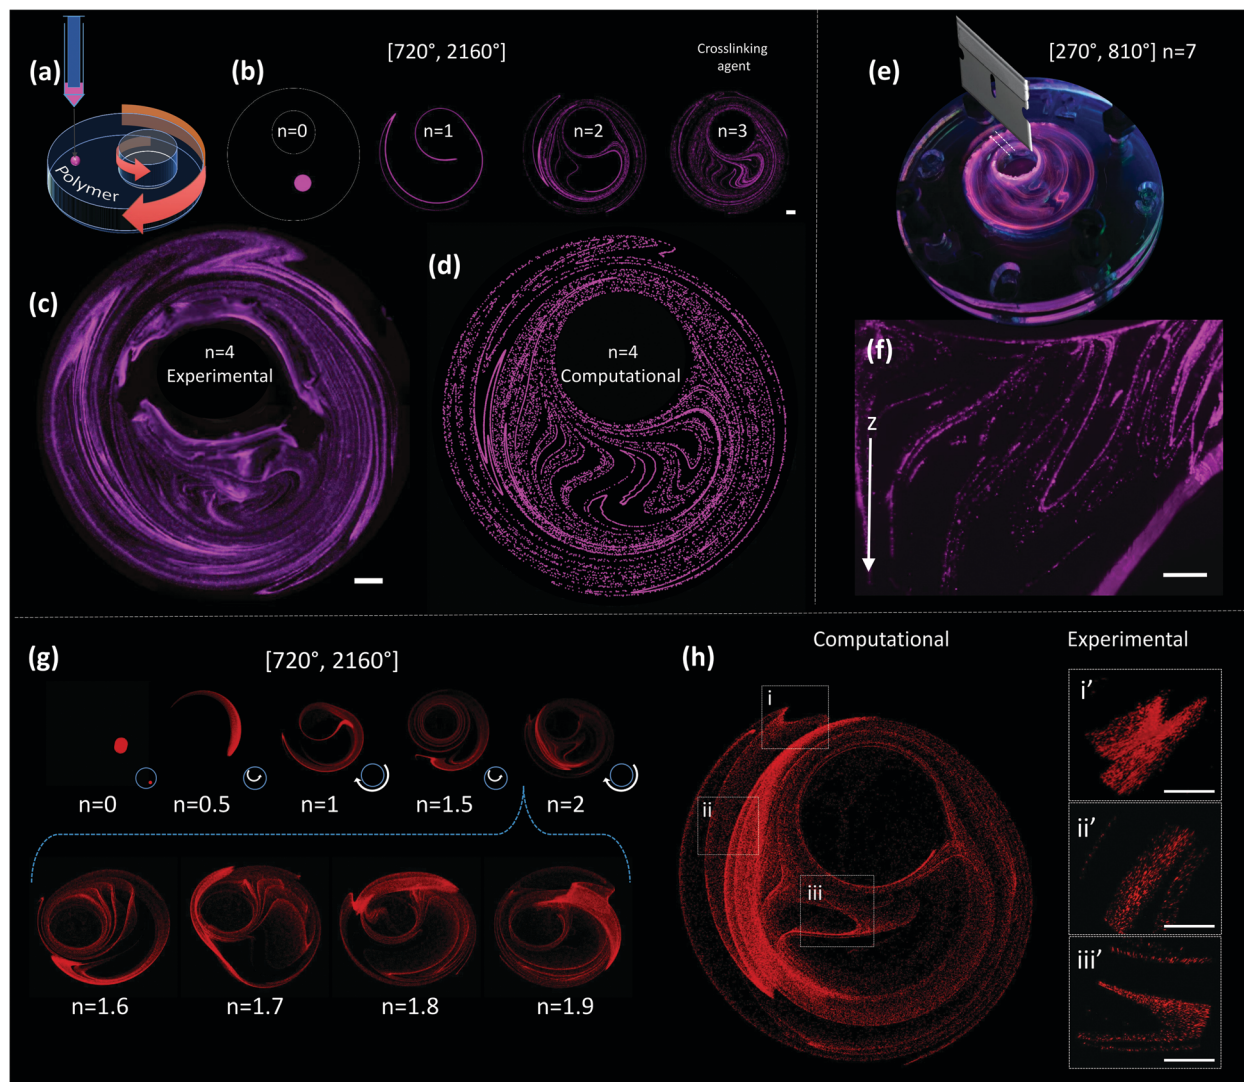 (a)
Polymer
(b)
[720°, 2160°]
Crosslinking
agent
n=0
n=1
n=2
n=3
(c)
n=4
Experimental
(d)
n=4
Computational
(e)
[270°, 810°] n=7
(f)
z
(g)
[720°, 2160°]
n=0
n=0.5
n=1
n=1.5
n=2
n=1.6
n=1.7
n=1.8
n=1.9
(h)
Computational
Experimental
i
ii
iii
i’
ii’
iii’